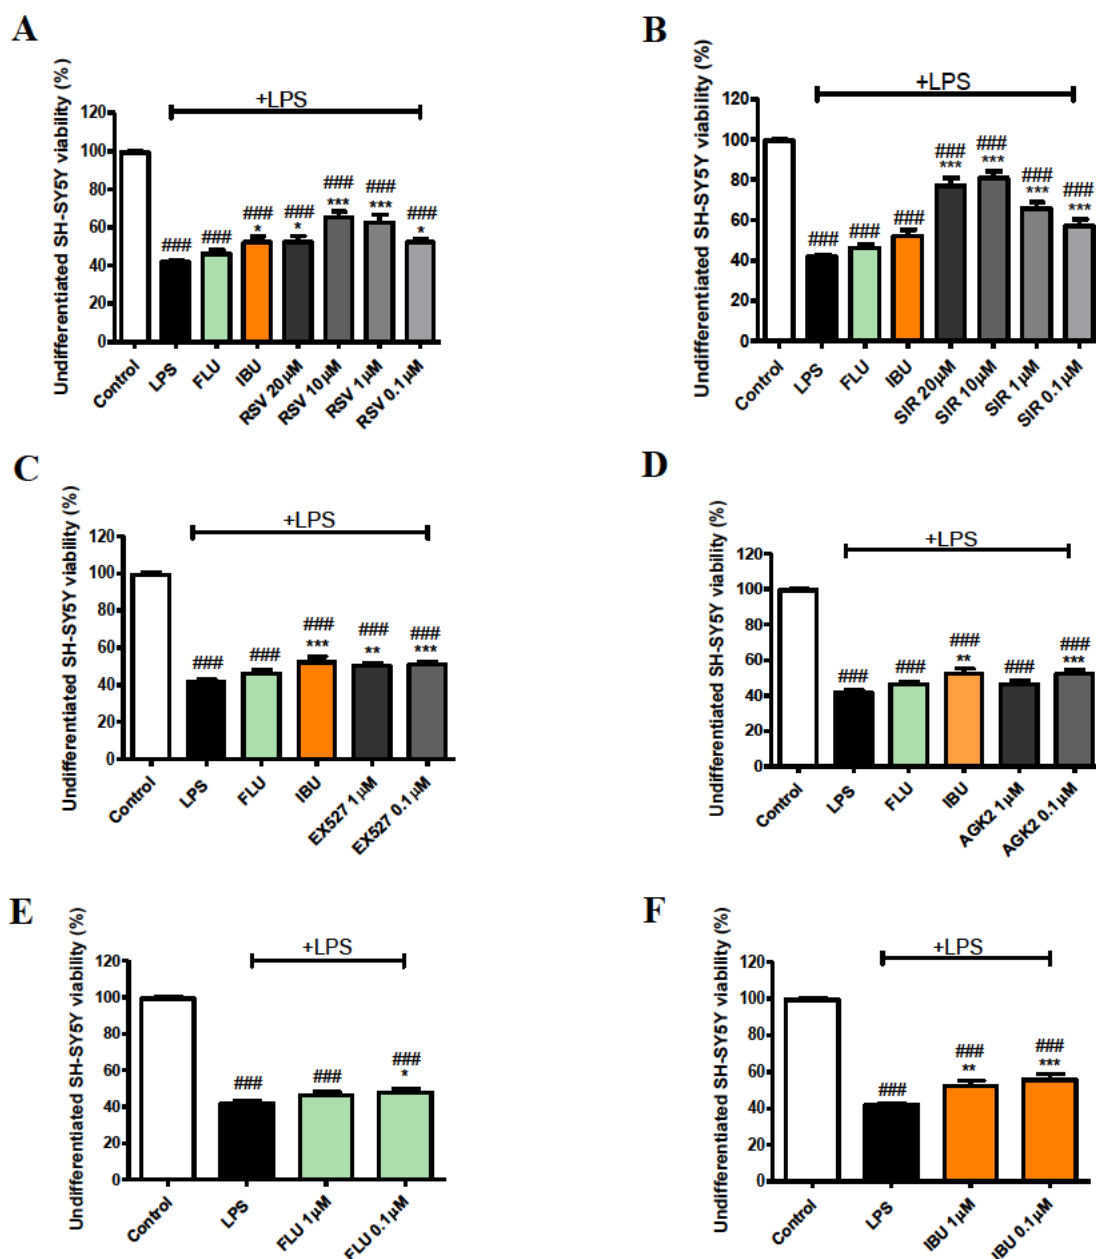 A
Undifferentiated SH-SY5Y viability (%)
+LPS
120
100
80
60
40
20
0
###
###
###
*
###
*
###
***
###
***
###
*
Control
LPS
FLU
IBU
RSV 20µM
RSV 10µM
RSV 1µM
RSV 0.1µM
B
Undifferentiated SH-SY5Y viability (%)
+LPS
120
100
80
60
40
20
0
###
###
###
###
***
###
***
###
***
###
***
Control
LPS
FLU
IBU
SIR 20µM
SIR 10µM
SIR 1µM
SIR 0.1µM
C
Undifferentiated SH-SY5Y viability (%)
+LPS
120
100
80
60
40
20
0
###
###
###
***
###
**
###
***
Control
LPS
FLU
IBU
EX527 1µM
EX527 0.1µM
D
Undifferentiated SH-SY5Y viability (%)
+LPS
120
100
80
60
40
20
0
###
###
###
**
###
###
***
Control
LPS
FLU
IBU
AGK2 1µM
AGK2 0.1µM
E
Undifferentiated SH-SY5Y viability (%)
+LPS
120
100
80
60
40
20
0
###
###
###
*
Control
LPS
FLU 1µM
FLU 0.1µM
F
Undifferentiated SH-SY5Y viability (%)
+LPS
120
100
80
60
40
20
0
###
###
**
###
***
Control
LPS
IBU 1µM
IBU 0.1µM